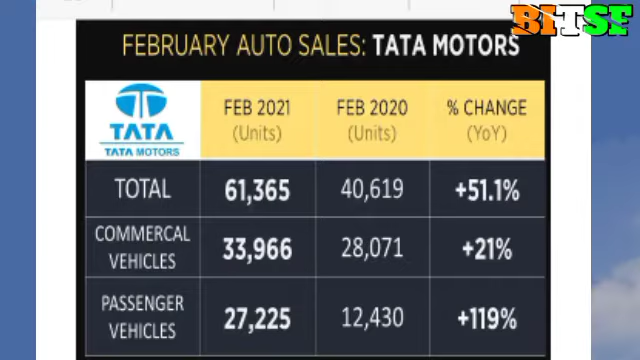 BITSF
FEBRUARY AUTO SALES: TATA MOTORS
TATA
TATA MOTORS
FEB 2021
(Units)
FEB 2020
(Units)
% CHANGE
(YoY)
TOTAL 61,365 40,619 +51.1%
COMMERCAL
VEHICLES
33,966 28,071 +21%
PASSENGER
VEHICLES
27,225 12,430 +119%